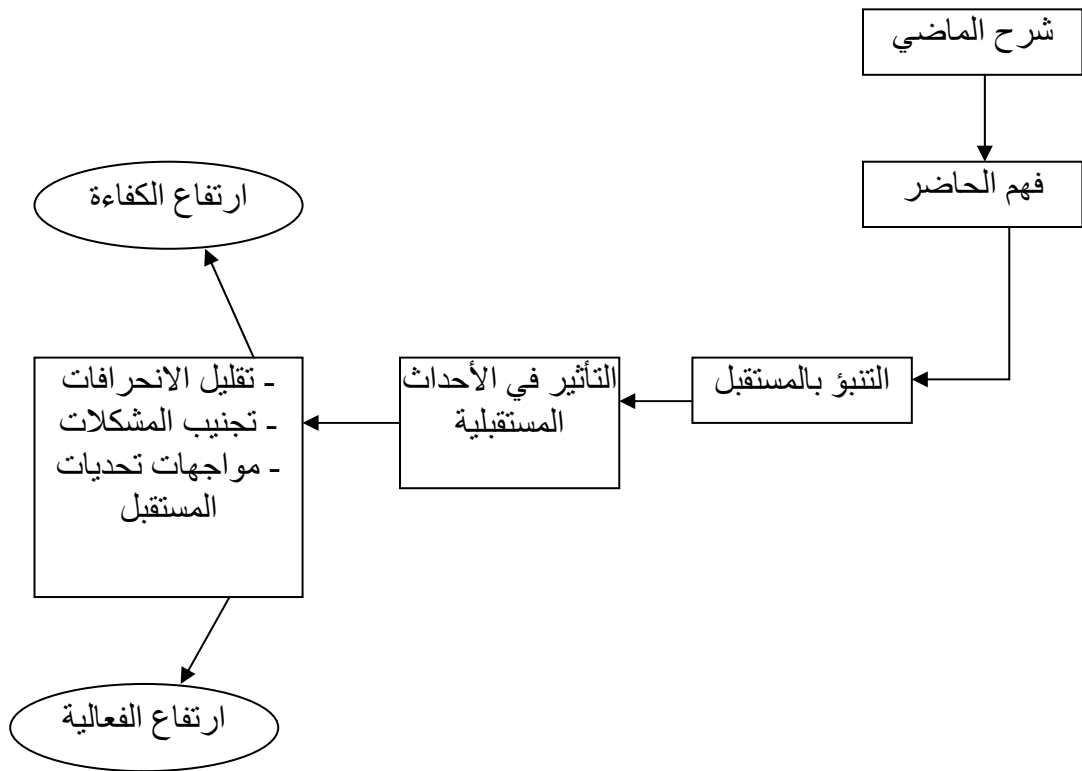 شرح الماضي
فهم الحاضر
ارتفاع الكفاءة
التنبؤ بالمستقبل
التأثير في الأحداث
المستقبلية
- تقليل الانحرافات
- تجنيب المشكلات
- مواجهات تحديات
المستقبل
ارتفاع الفعالية